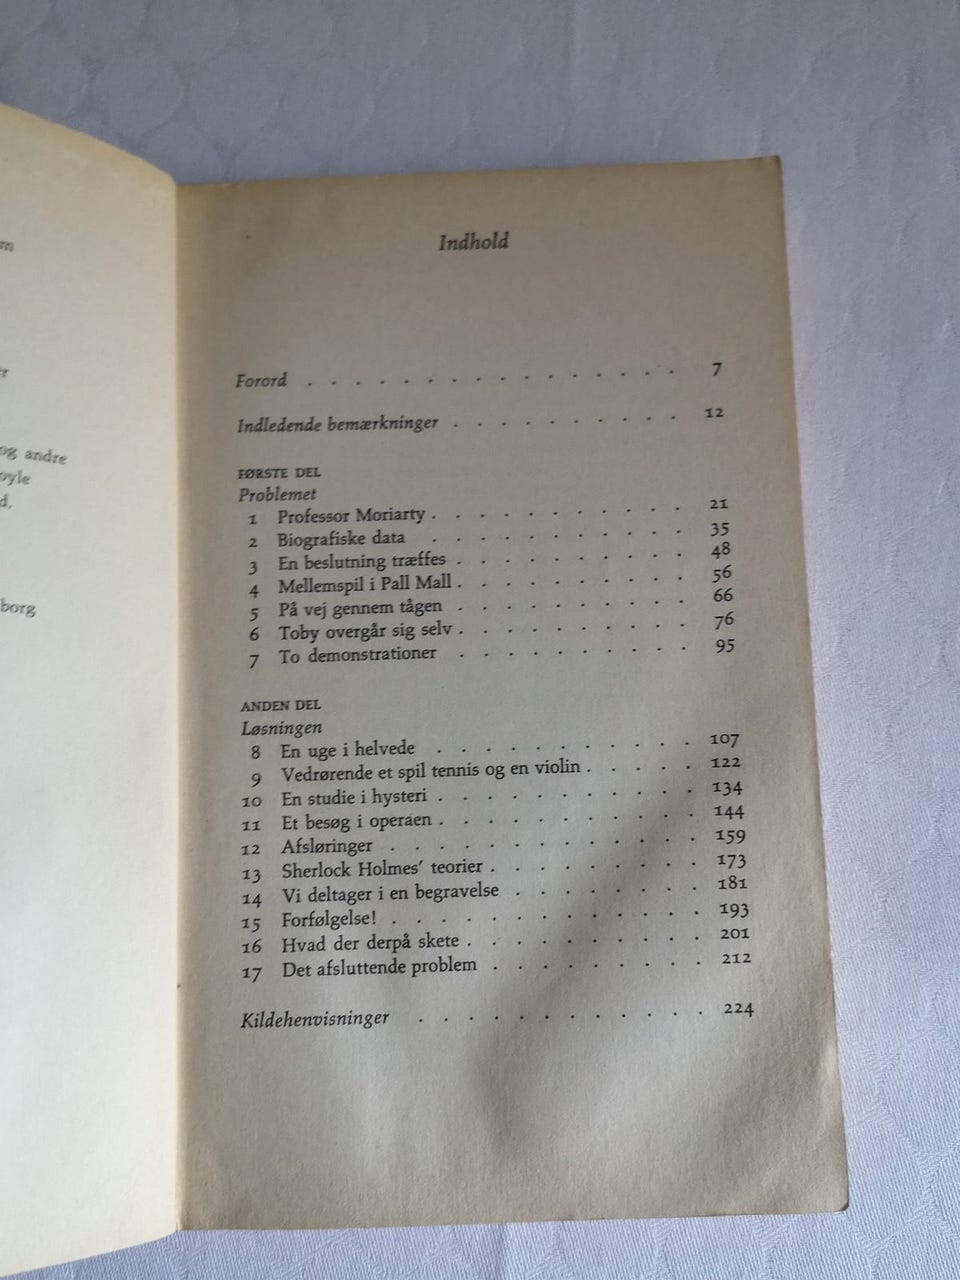 og andre
oyle
d.
borg
Indhold
Forord . . . . . . . . . . . . . . . . 7
Indledende bemærkninger . . . . . . . . . . 12
FØRSTE DEL
Problemet
1 Professor Moriarty . . . . . . . . . . . 21
2 Biografiske data . . . . . . . . . . . 35
3 En beslutning træffes . . . . . . . . . . 48
4 Mellemspil i Pall Mall . . . . . . . . . . 56
5 På vej gennem tågen . . . . . . . . . . 66
6 Toby overgår sig selv . . . . . . . . . . 76
7 To demonstrationer . . . . . . . . . . 95
ANDEN DEL
Løsningen
8 En uge i helvede . . . . . . . . . . . 107
9 Vedrørende et spil tennis og en violin . . . . . 122
10 En studie i hysteri . . . . . . . . . . . 134
11 Et besøg i operaen . . . . . . . . . . . 144
12 Afsløringer . . . . . . . . . . . . . 159
13 Sherlock Holmes' teorier . . . . . . . . . 173
14 Vi deltager i en begravelse . . . . . . . . 181
15 Forfølgelse! . . . . . . . . . . . . . 193
16 Hvad der derpå skete . . . . . . . . . . 201
17 Det afsluttende problem . . . . . . . . . 212
Kildehenvisninger . . . . . . . . . . . . 224